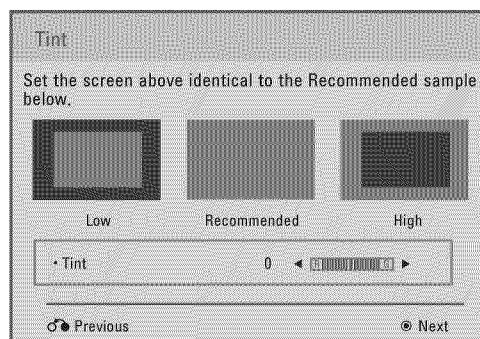 Tint
Set the screen above identical to the Recommended sample
below.
Low Recommended High
• Tint 0 ◄ R G ►
Previous ◉ Next